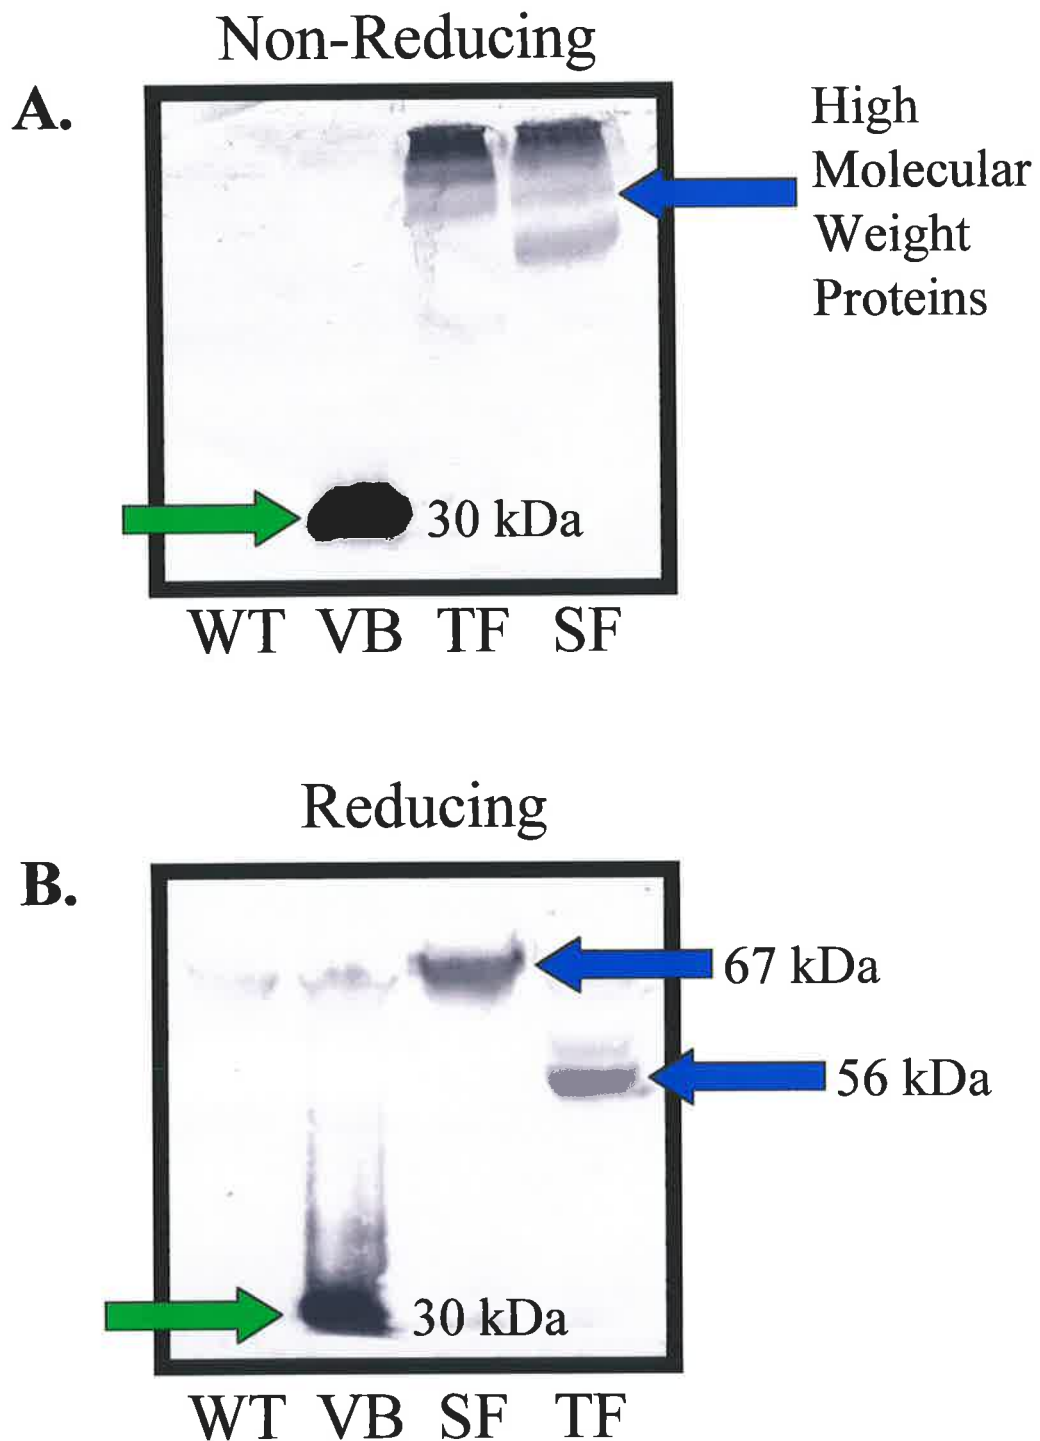 Non-Reducing
A.
High
Molecular
Weight
Proteins
30 kDa
WT VB TF SF
Reducing
B.
67 kDa
56 kDa
30 kDa
WT VB SF TF